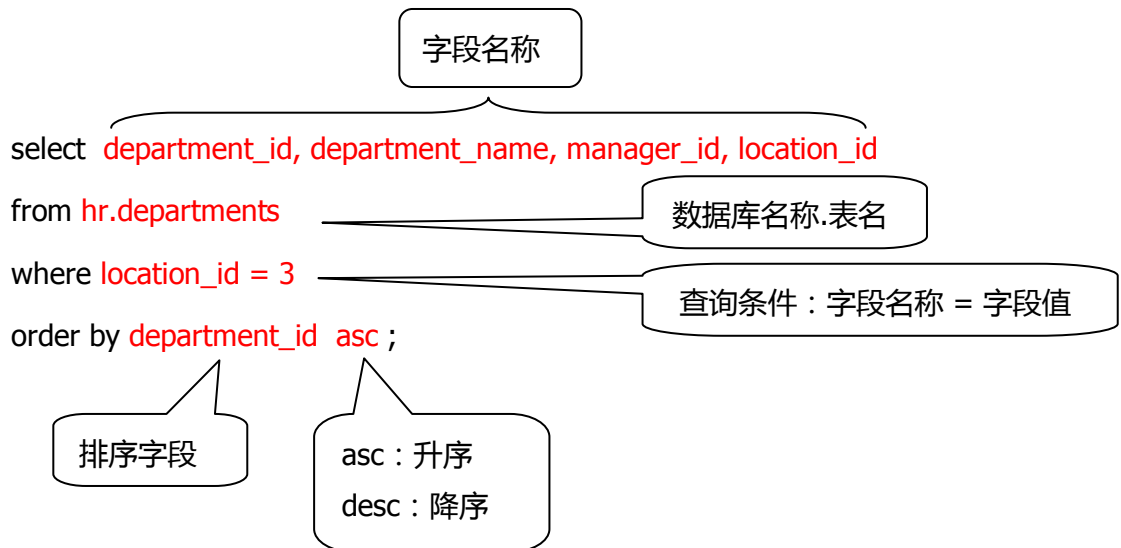 字段名称
select department_id, department_name, manager_id, location_id
from hr.departments
数据库名称.表名
where location_id = 3
查询条件：字段名称 = 字段值
order by department_id asc ;
排序字段
asc：升序
desc：降序